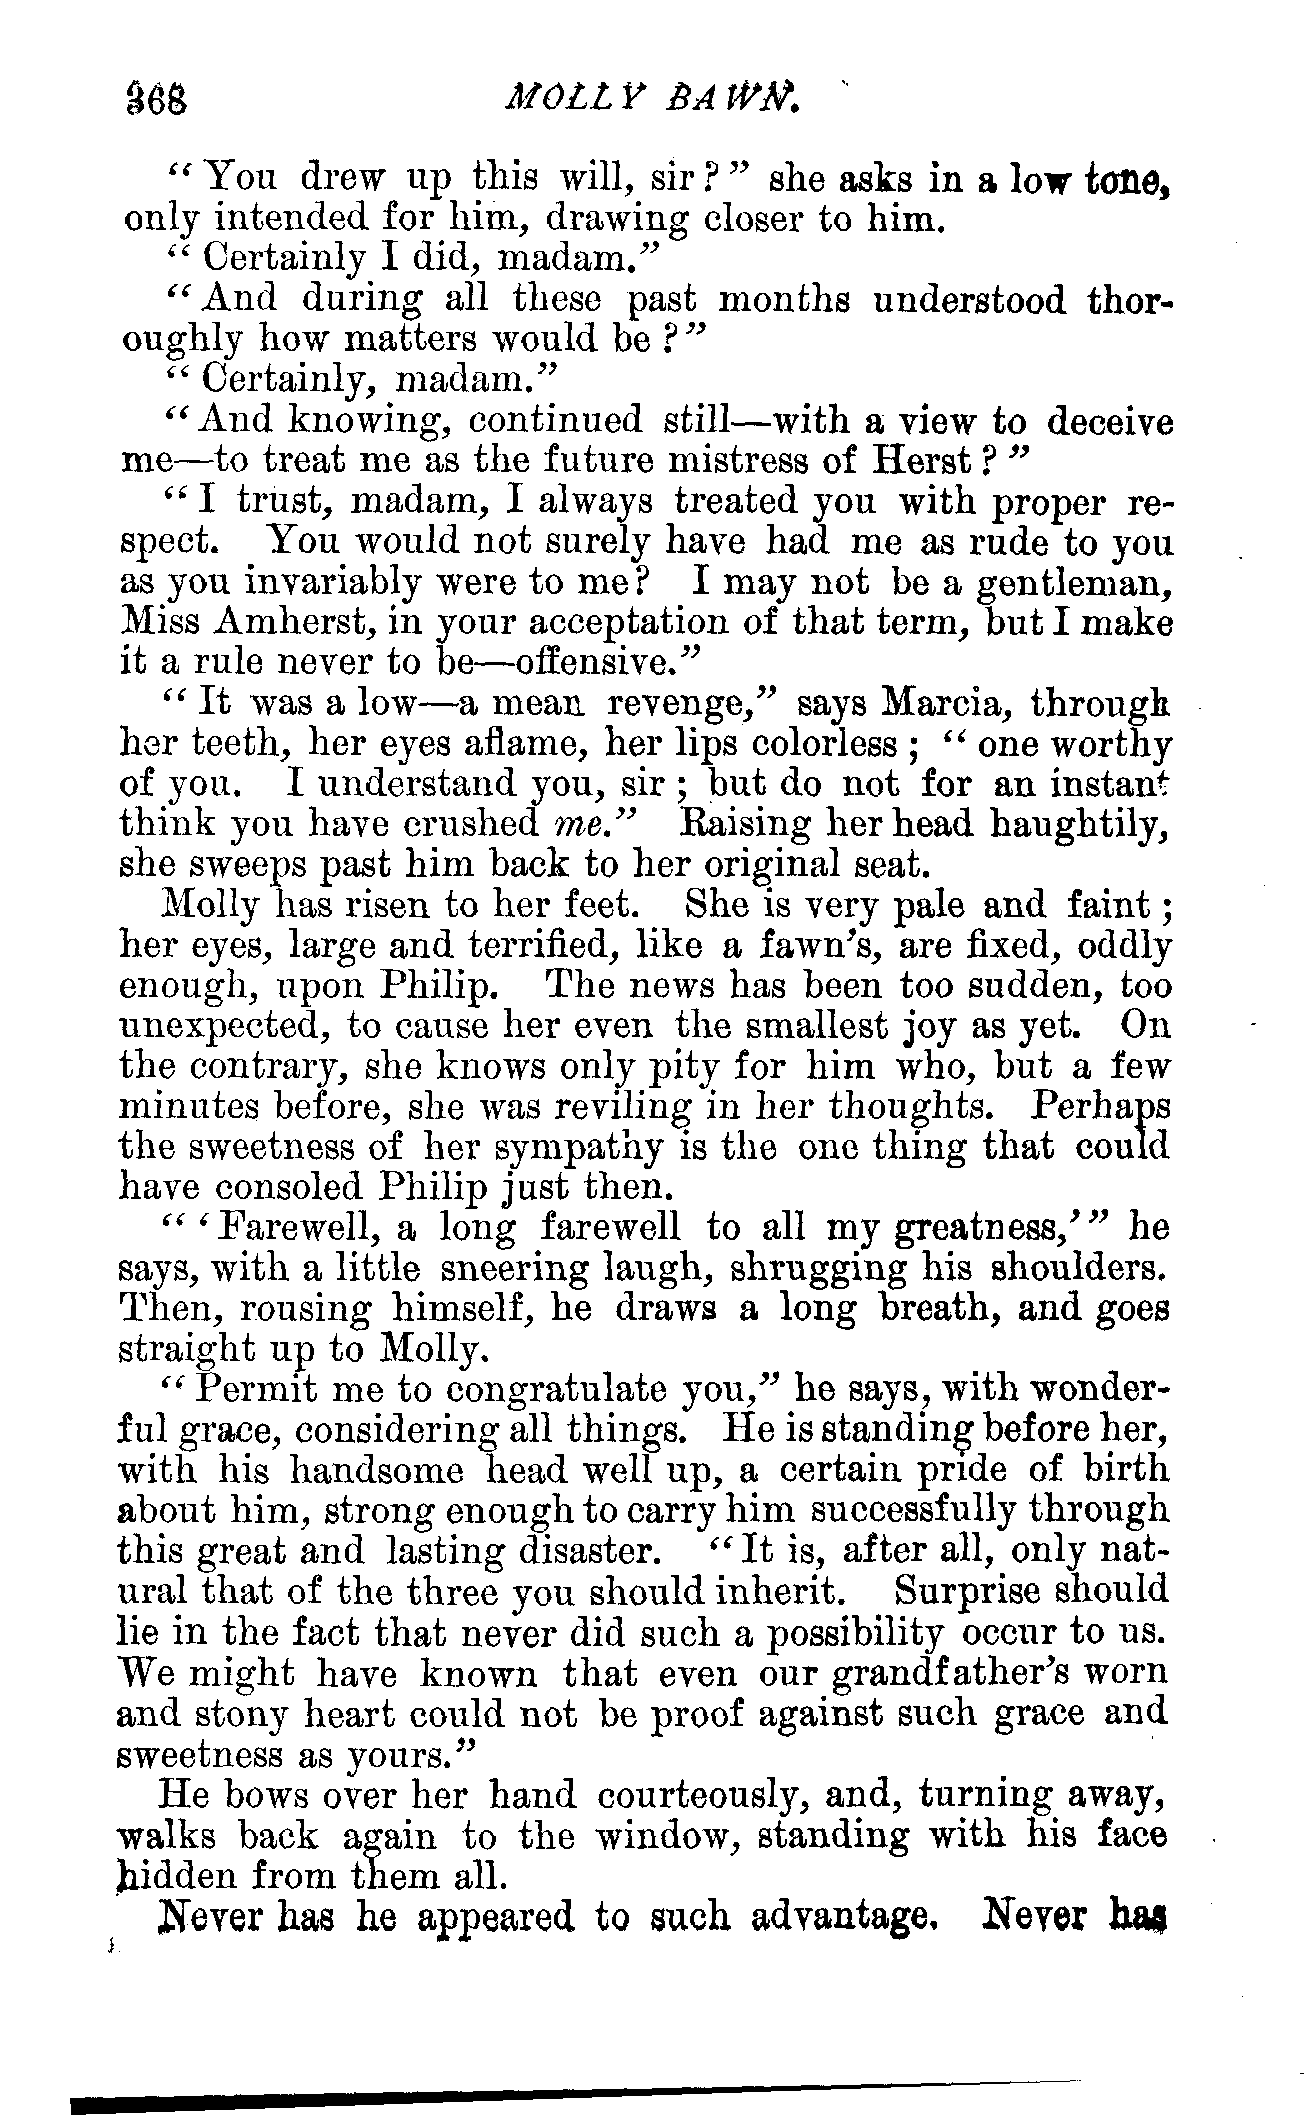 368 MOLLY BAWN.
"You drew up this will, sir?" she asks in a low tone,
only intended for him, drawing closer to him.
"Certainly I did, madam."
"And during all these past months understood thor-
oughly how matters would be?"
"Certainly, madam."
"And knowing, continued still—with a view to deceive
me—to treat me as the future mistress of Herst?"
"I trust, madam, I always treated you with proper re-
spect. You would not surely have had me as rude to you
as you invariably were to me? I may not be a gentleman,
Miss Amherst, in your acceptation of that term, but I make
it a rule never to be—offensive."
"It was a low—a mean revenge," says Marcia, through
her teeth, her eyes aflame, her lips colorless; "one worthy
of you. I understand you, sir; but do not for an instant
think you have crushed me." Raising her head haughtily,
she sweeps past him back to her original seat.
Molly has risen to her feet. She is very pale and faint;
her eyes, large and terrified, like a fawn's, are fixed, oddly
enough, upon Philip. The news has been too sudden, too
unexpected, to cause her even the smallest joy as yet. On
the contrary, she knows only pity for him who, but a few
minutes before, she was reviling in her thoughts. Perhaps
the sweetness of her sympathy is the one thing that could
have consoled Philip just then.
"'Farewell, a long farewell to all my greatness,'" he
says, with a little sneering laugh, shrugging his shoulders.
Then, rousing himself, he draws a long breath, and goes
straight up to Molly.
"Permit me to congratulate you," he says, with wonder-
ful grace, considering all things. He is standing before her,
with his handsome head well up, a certain pride of birth
about him, strong enough to carry him successfully through
this great and lasting disaster. "It is, after all, only nat-
ural that of the three you should inherit. Surprise should
lie in the fact that never did such a possibility occur to us.
We might have known that even our grandfather's worn
and stony heart could not be proof against such grace and
sweetness as yours."
He bows over her hand courteously, and, turning away,
walks back again to the window, standing with his face
hidden from them all.
Never has he appeared to such advantage. Never has